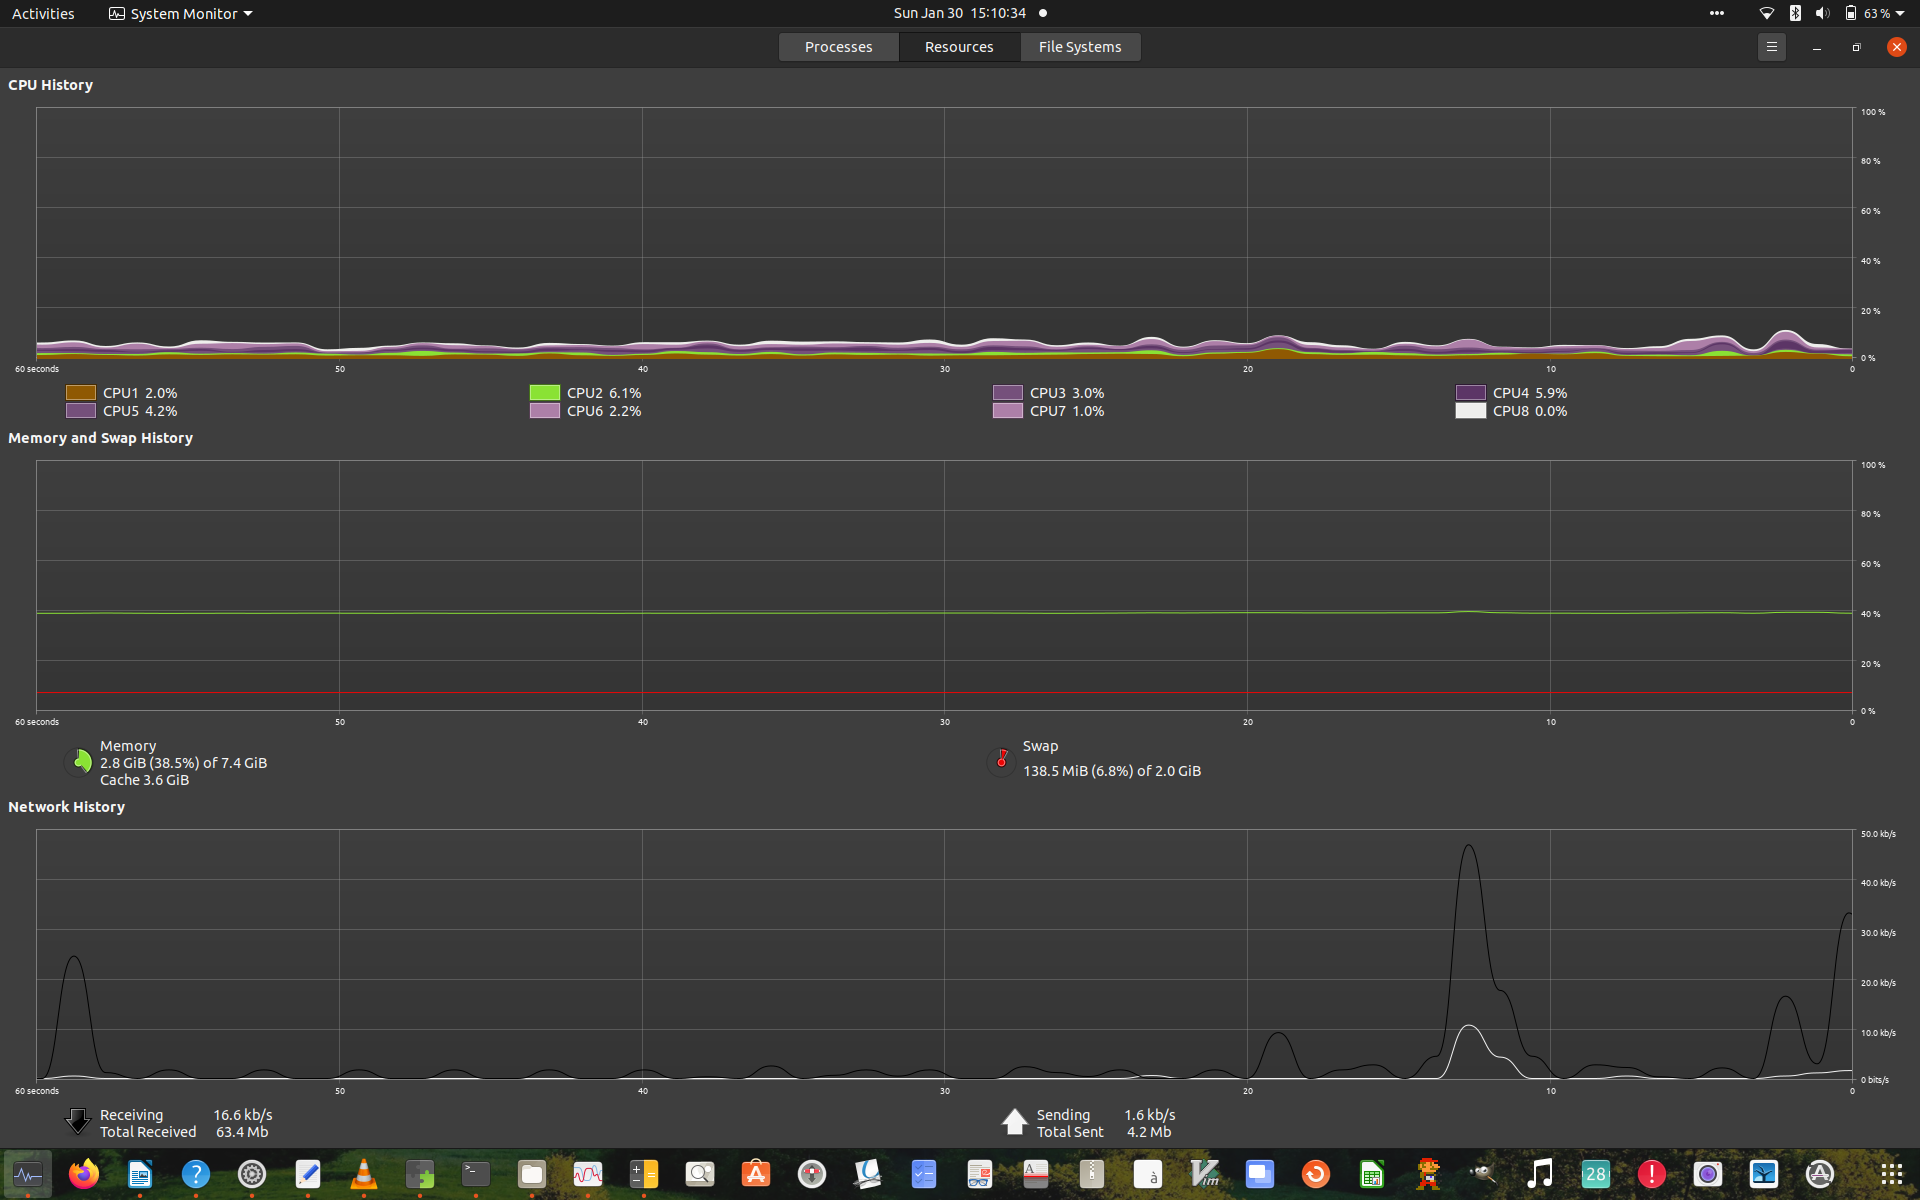 Activities System Monitor Sun Jan 30 15:10:34 63 %
Processes Resources File Systems
CPU History
100 %
80 %
60 %
40 %
20 %
0 %
60 seconds 50 40 30 20 10 0
CPU1 2.0% CPU2 6.1% CPU3 3.0% CPU4 5.9%
CPU5 4.2% CPU6 2.2% CPU7 1.0% CPU8 0.0%
Memory and Swap History
100 %
80 %
60 %
40 %
20 %
0 %
60 seconds 50 40 30 20 10 0
Memory
2.8 GiB (38.5%) of 7.4 GiB
Cache 3.6 GiB
Swap
138.5 MiB (6.8%) of 2.0 GiB
Network History
50.0 kb/s
40.0 kb/s
30.0 kb/s
20.0 kb/s
10.0 kb/s
0 bits/s
60 seconds 50 40 30 20 10 0
Receiving 16.6 kb/s
Total Received 63.4 Mb
Sending 1.6 kb/s
Total Sent 4.2 Mb
? >_ A à Vim 28 !